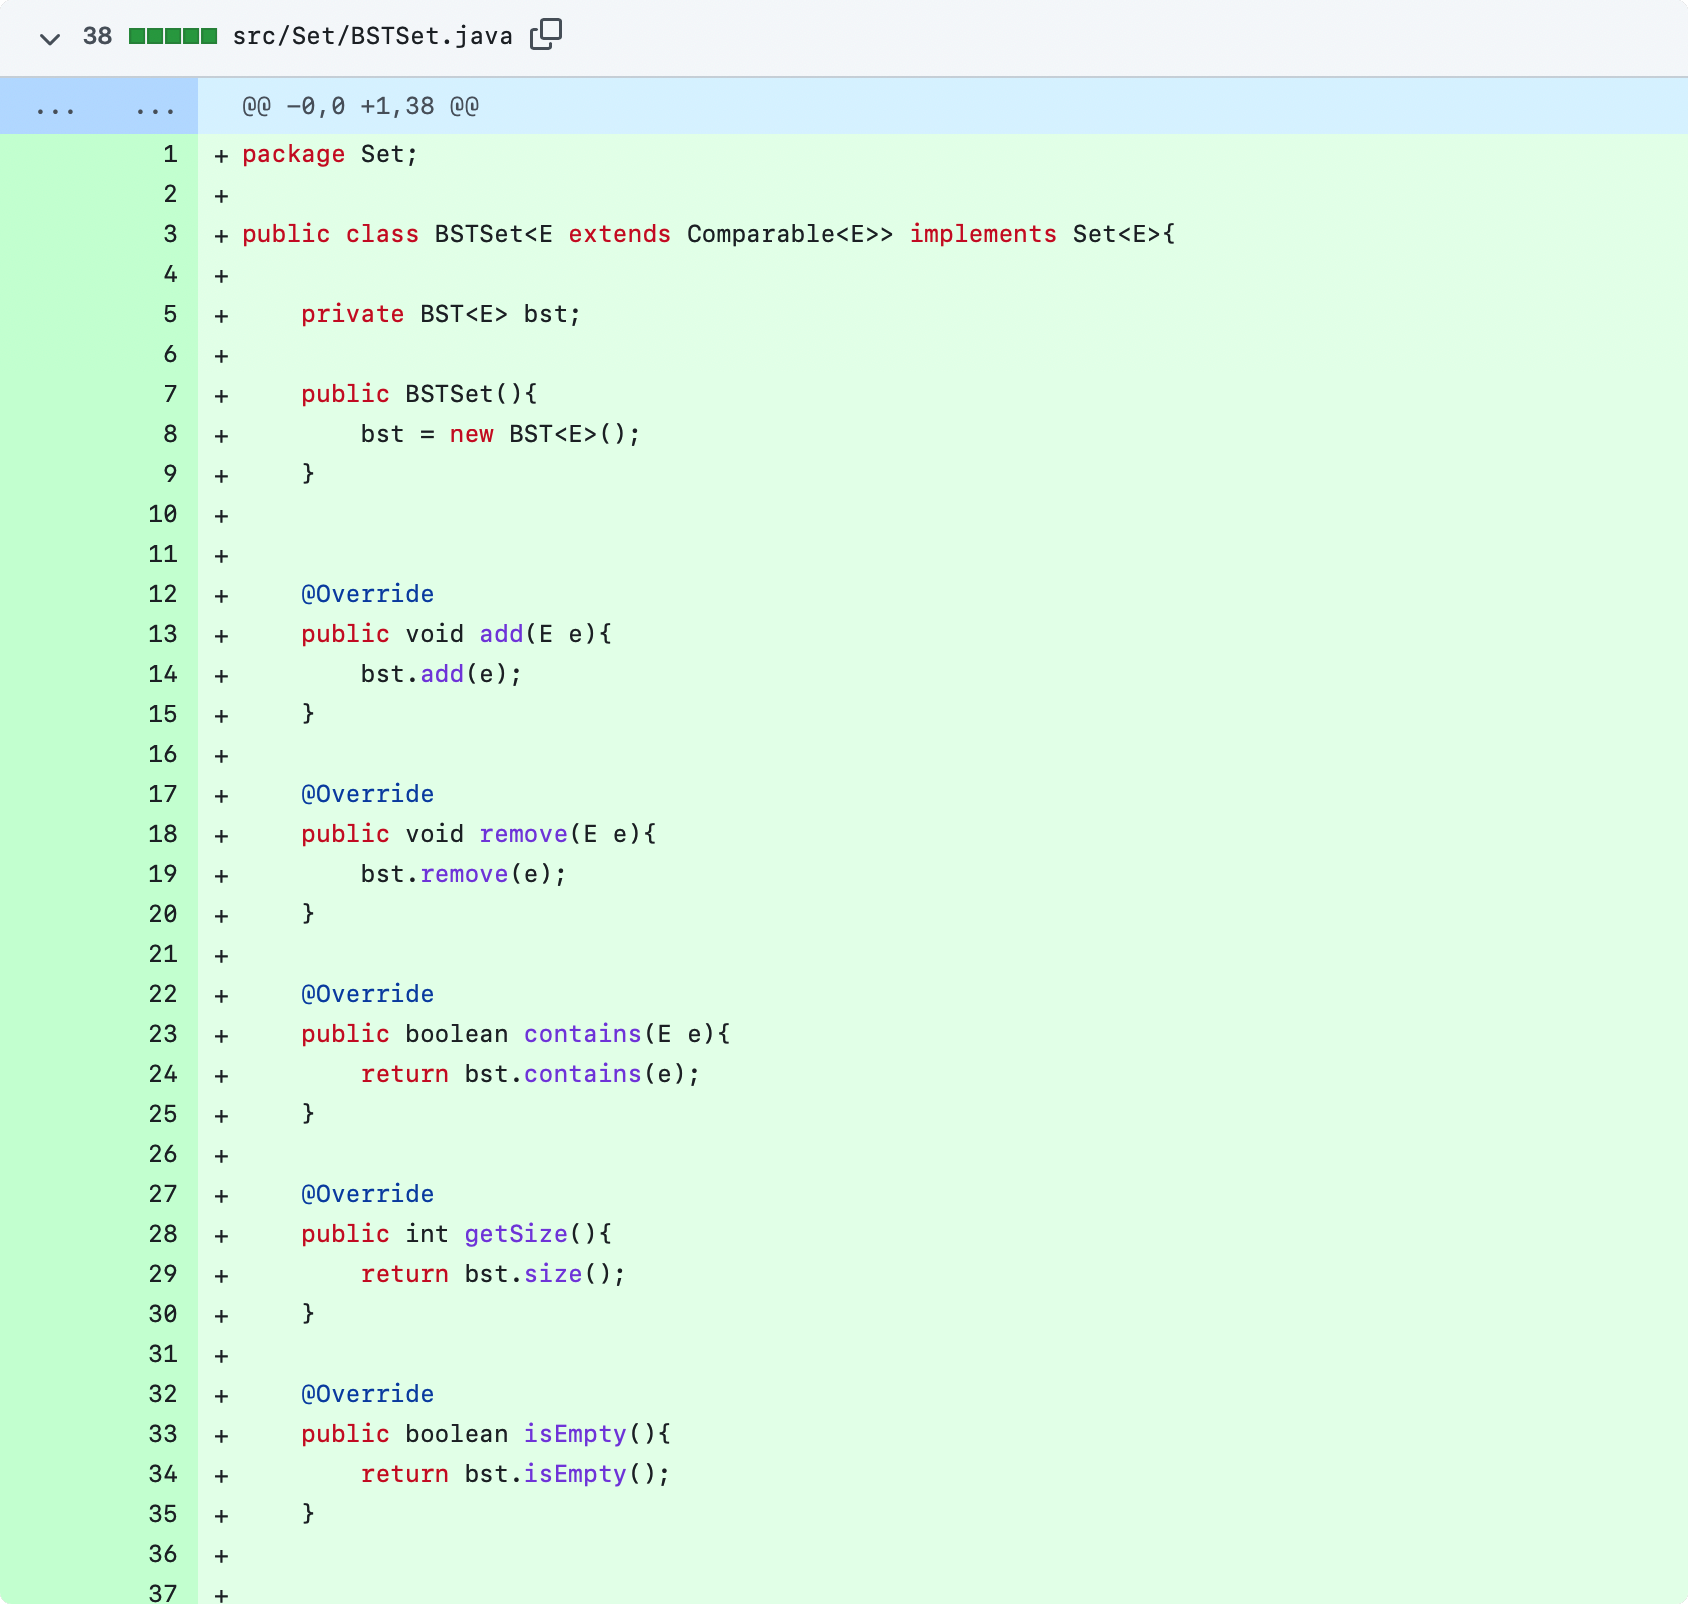 38 src/Set/BSTSet.java
... ... @@ -0,0 +1,38 @@
1 + package Set;
2 +
3 + public class BSTSet<E extends Comparable<E>> implements Set<E>{
4 +
5 +     private BST<E> bst;
6 +
7 +     public BSTSet(){
8 +         bst = new BST<E>();
9 +     }
10 +
11 +
12 +     @Override
13 +     public void add(E e){
14 +         bst.add(e);
15 +     }
16 +
17 +     @Override
18 +     public void remove(E e){
19 +         bst.remove(e);
20 +     }
21 +
22 +     @Override
23 +     public boolean contains(E e){
24 +         return bst.contains(e);
25 +     }
26 +
27 +     @Override
28 +     public int getSize(){
29 +         return bst.size();
30 +     }
31 +
32 +     @Override
33 +     public boolean isEmpty(){
34 +         return bst.isEmpty();
35 +     }
36 +
37 +